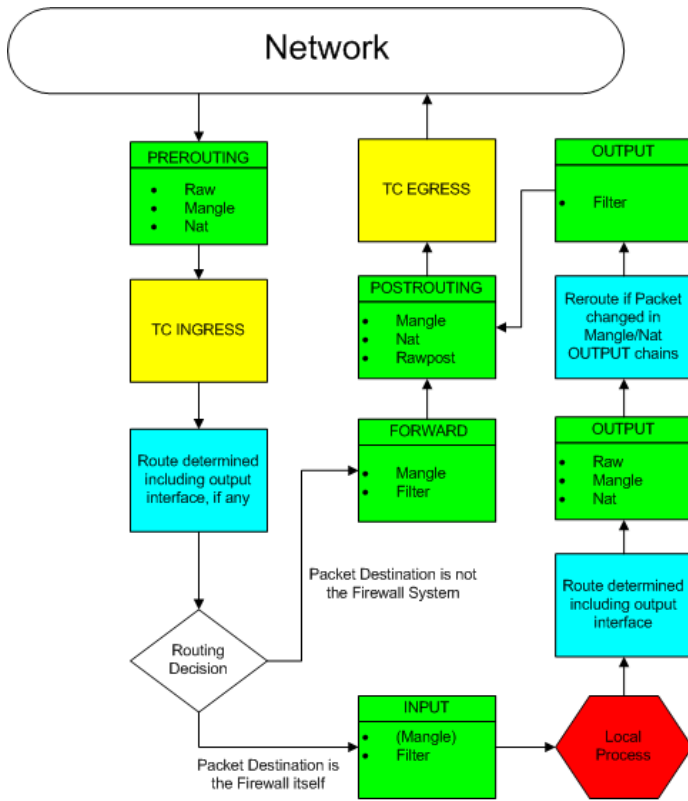 Network
PREROUTING
• Raw
• Mangle
• Nat
TC INGRESS
Route determined
including output
interface, if any
Routing
Decision
Packet Destination is not
the Firewall System
Packet Destination is
the Firewall itself
TC EGRESS
POSTROUTING
• Mangle
• Nat
• Rawpost
FORWARD
• Mangle
• Filter
INPUT
• (Mangle)
• Filter
OUTPUT
• Filter
Reroute if Packet
changed in
Mangle/Nat
OUTPUT chains
OUTPUT
• Raw
• Mangle
• Nat
Route determined
including output
interface
Local
Process